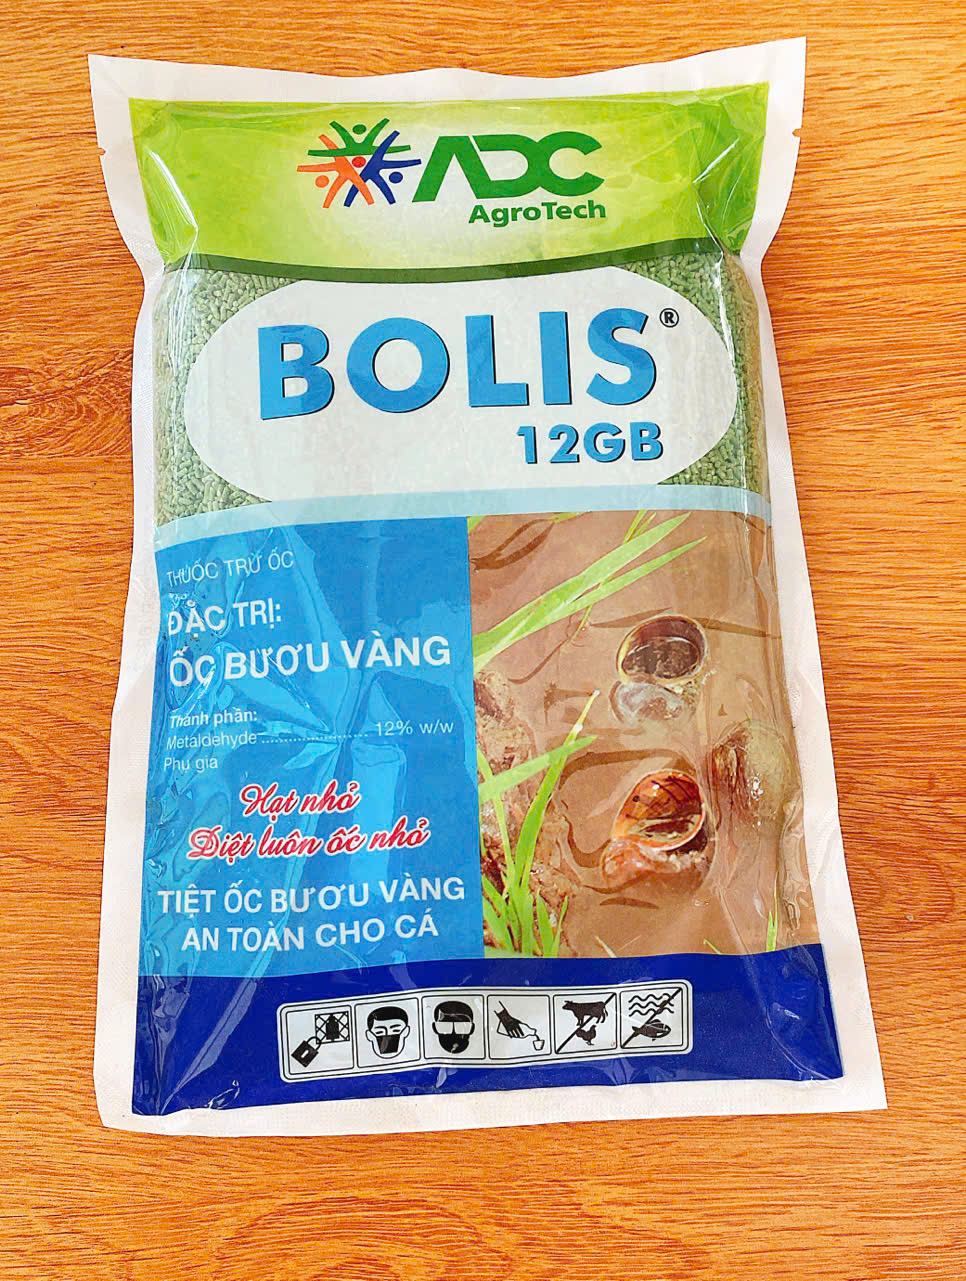 ADC
AgroTech
BOLIS®
12GB
THUỐC TRỪ ỐC
ĐẶC TRỊ:
ỐC BƯƠU VÀNG
Thành phần:
Metaldehyde .......................... 12% w/w
Phụ gia
Hạt nhỏ
Diệt luôn ốc nhỏ
TIỆT ỐC BƯƠU VÀNG
AN TOÀN CHO CÁ